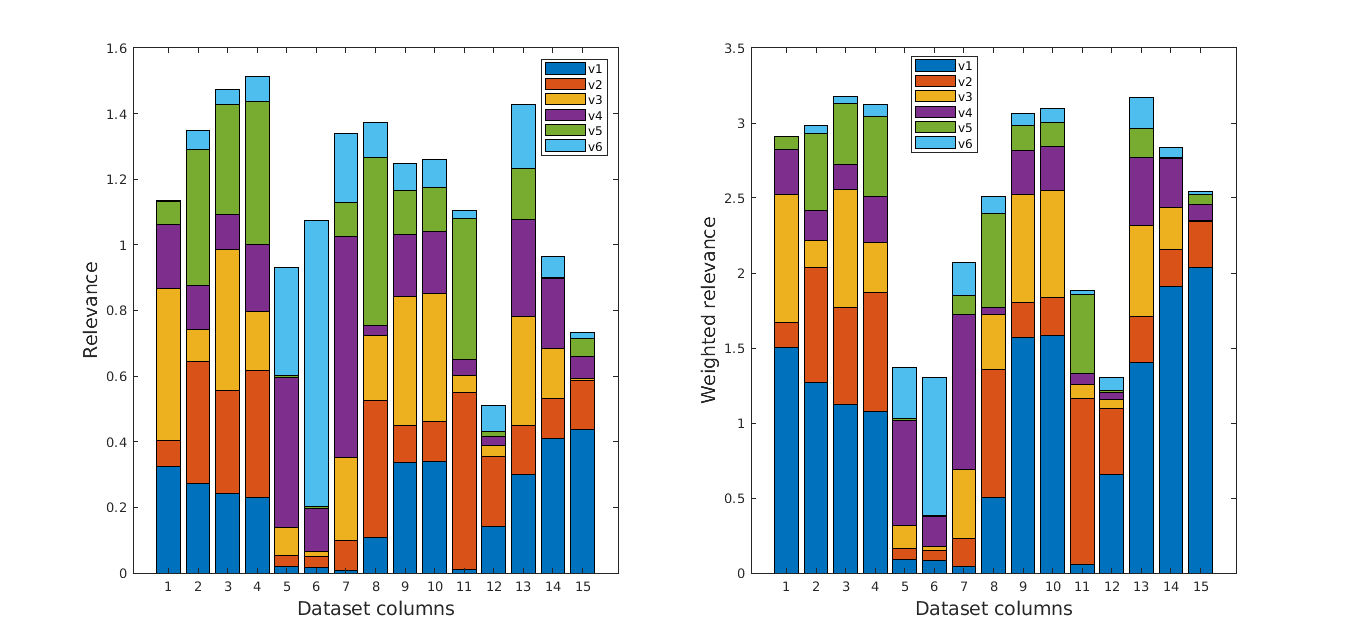 1.6
1.4
1.2
1
0.8
0.6
0.4
0.2
0
Relevance
v1
v2
v3
v4
v5
v6
1 2 3 4 5 6 7 8 9 10 11 12 13 14 15
Dataset columns
3.5
3
2.5
2
1.5
1
0.5
0
Weighted relevance
v1
v2
v3
v4
v5
v6
1 2 3 4 5 6 7 8 9 10 11 12 13 14 15
Dataset columns